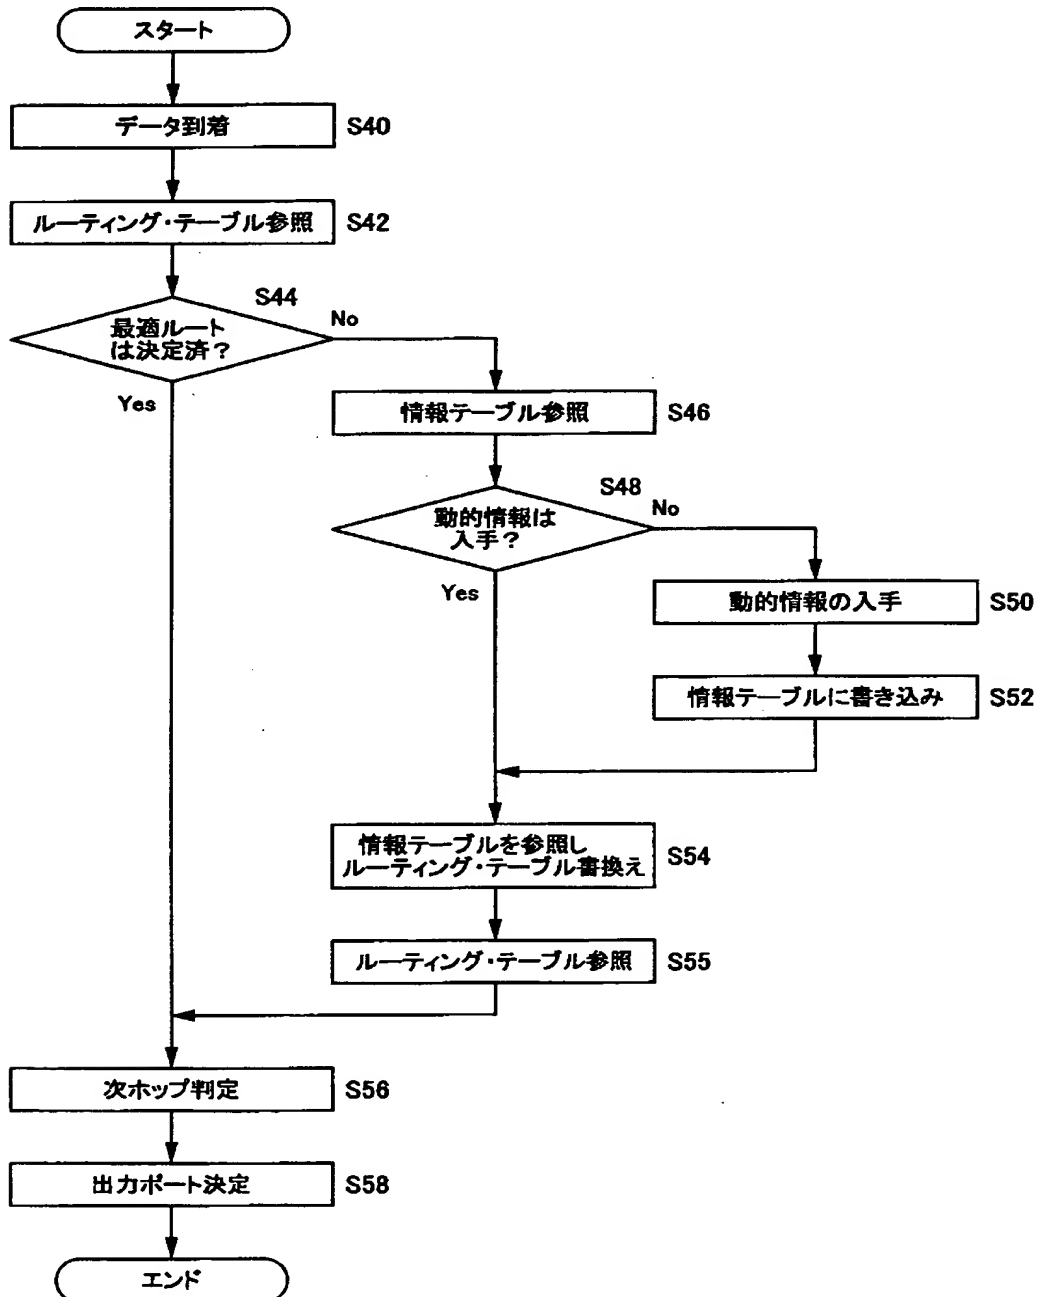 スタート
データ到着
S40
ルーティング・テーブル参照
S42
S44
最適ルート
は決定済？
No
Yes
情報テーブル参照
S46
S48
動的情報は
入手？
No
Yes
動的情報の入手
S50
情報テーブルに書き込み
S52
情報テーブルを参照し
ルーティング・テーブル書換え
S54
ルーティング・テーブル参照
S55
次ホップ判定
S56
出力ポート決定
S58
エンド